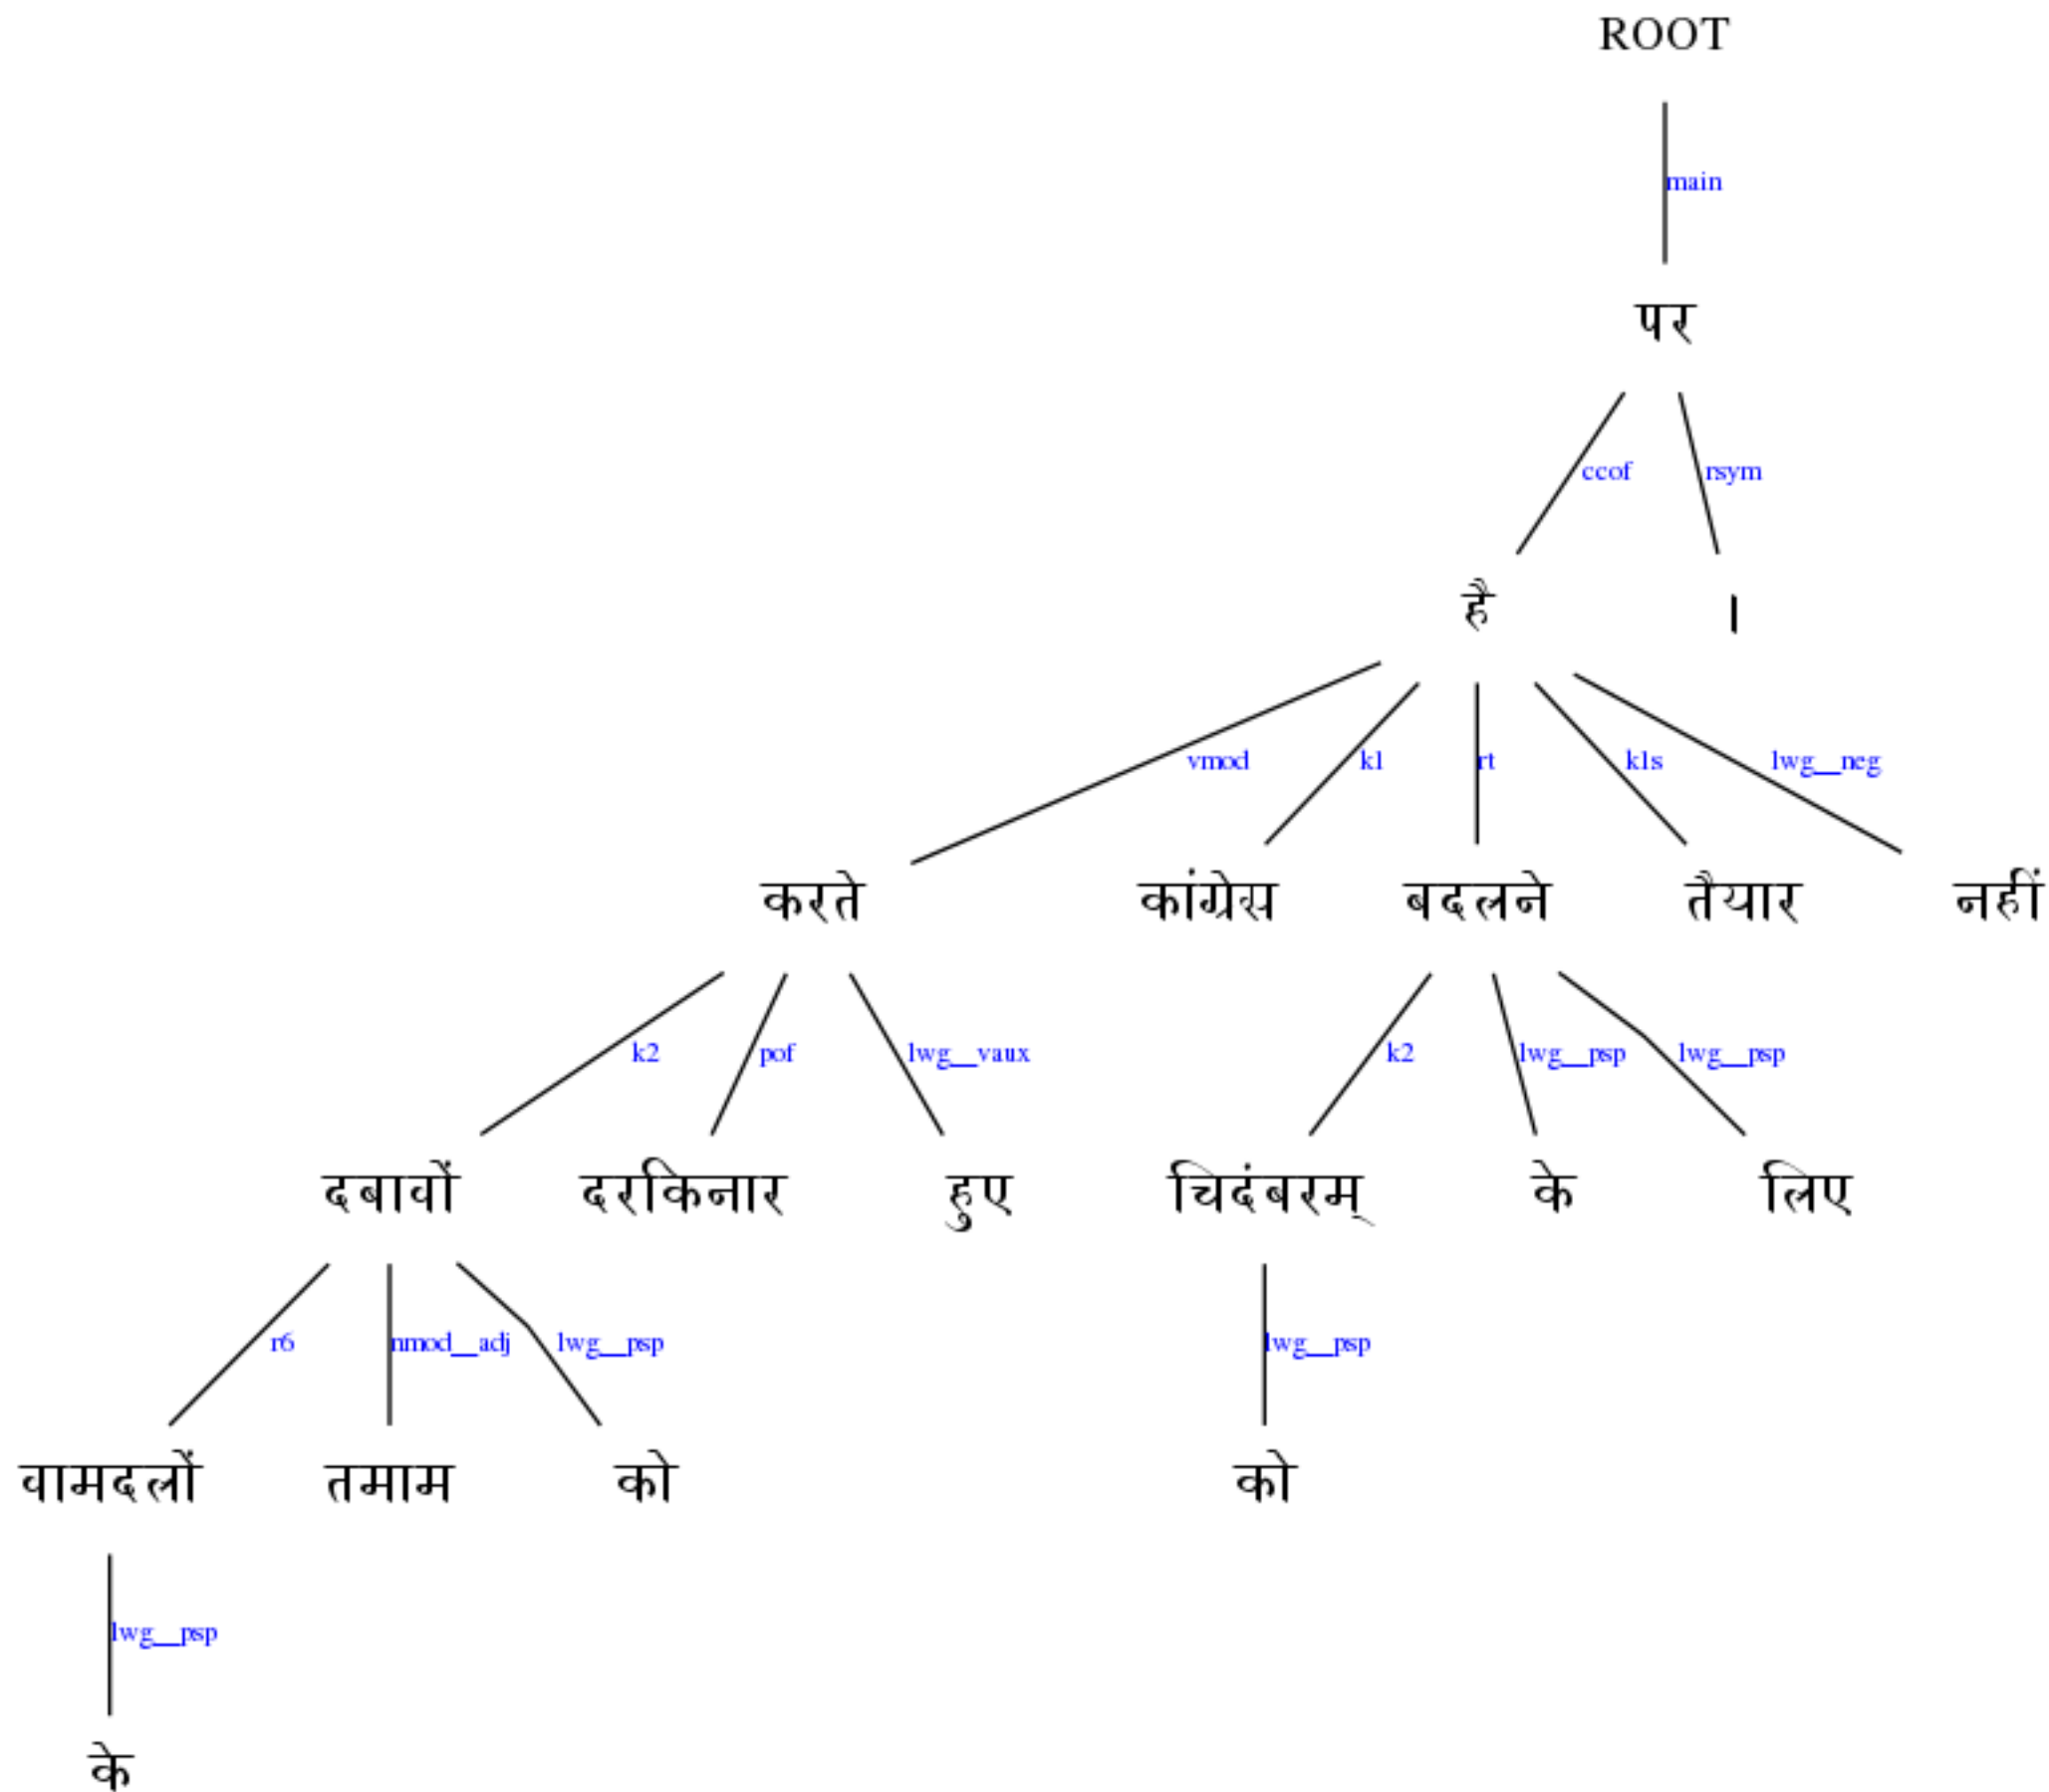 ROOT
main
पर
ccof rsym
है ।
vmod k1 rt k1s lwg__neg
करते कांग्रेस बदलने तैयार नहीं
k2 pof lwg__vaux k2 lwg__psp lwg__psp
दबावों दरकिनार हुए चिदंबरम् के लिए
r6 nmod__adj lwg__psp lwg__psp
वामदलों तमाम को को
lwg__psp
के